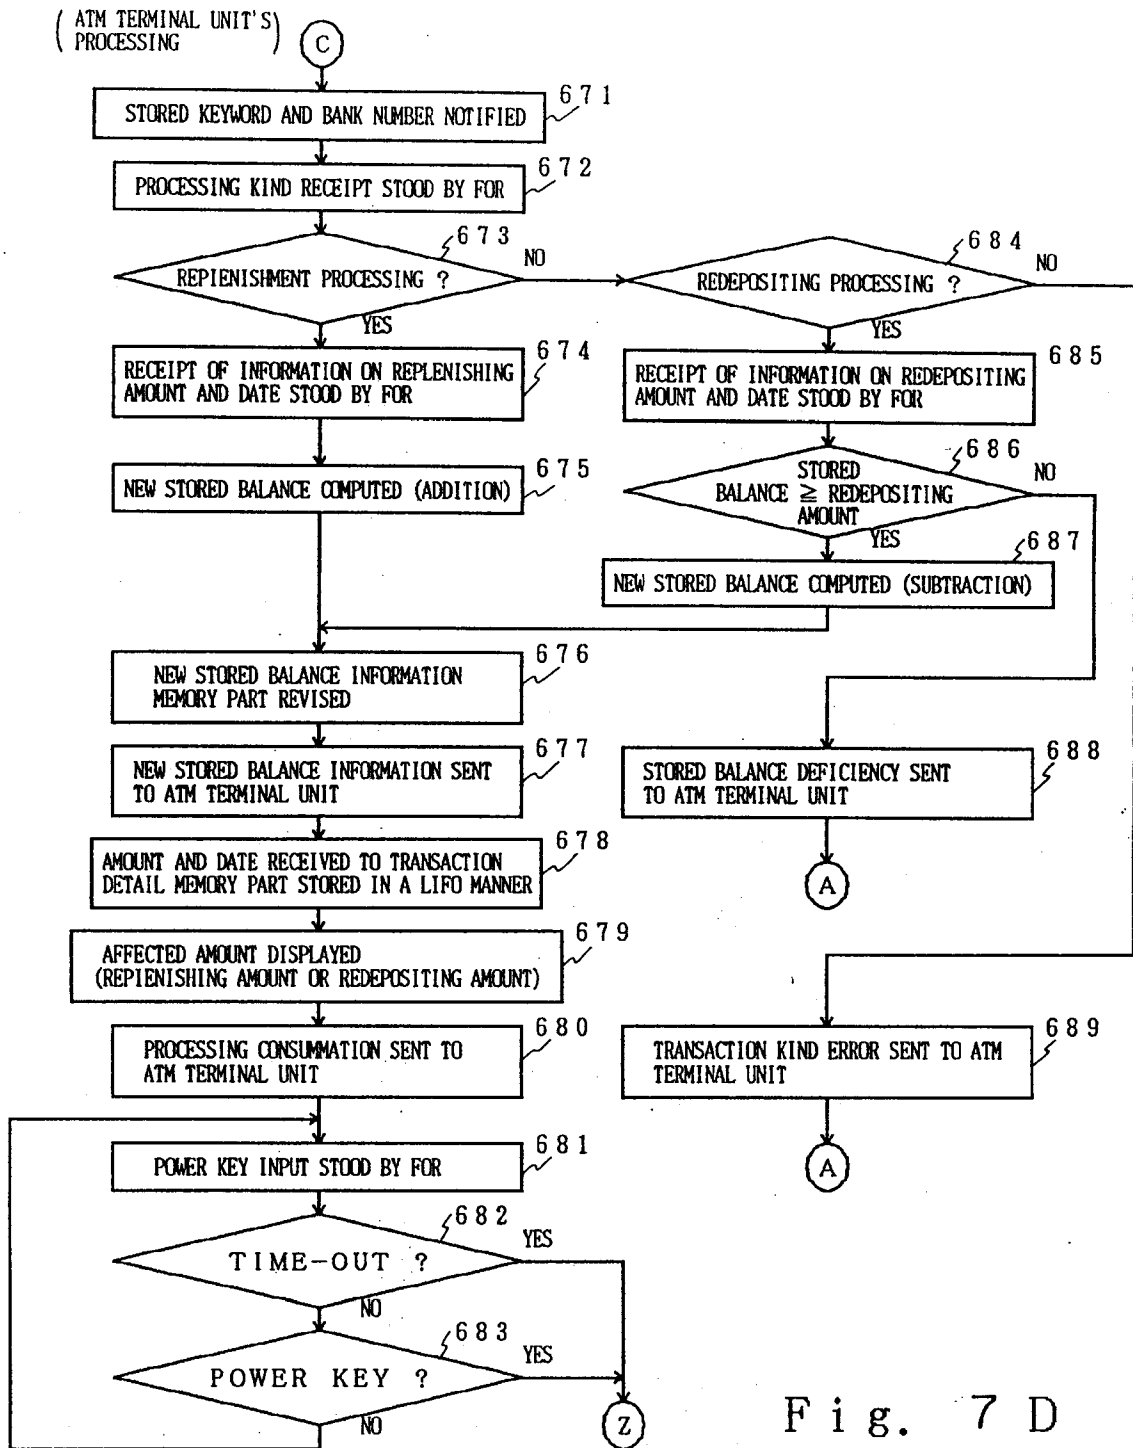 (ATM TERMINAL UNIT'S
PROCESSING)
C
STORED KEYWORD AND BANK NUMBER NOTIFIED
671
PROCESSING KIND RECEIPT STOOD BY FOR
672
REPIENISHMENT PROCESSING ?
673
NO
YES
REDEPOSITING PROCESSING ?
684
NO
YES
RECEIPT OF INFORMATION ON REPLENISHING
AMOUNT AND DATE STOOD BY FOR
674
RECEIPT OF INFORMATION ON REDEPOSITING
AMOUNT AND DATE STOOD BY FOR
685
NEW STORED BALANCE COMPUTED (ADDITION)
675
STORED
BALANCE ≧ REDEPOSITING
AMOUNT
686
NO
YES
NEW STORED BALANCE COMPUTED (SUBTRACTION)
687
NEW STORED BALANCE INFORMATION
MEMORY PART REVISED
676
NEW STORED BALANCE INFORMATION SENT
TO ATM TERMINAL UNIT
677
STORED BALANCE DEFICIENCY SENT
TO ATM TERMINAL UNIT
688
A
AMOUNT AND DATE RECEIVED TO TRANSACTION
DETAIL MEMORY PART STORED IN A LIFO MANNER
678
AFFECTED AMOUNT DISPLAYED
(REPIENISHING AMOUNT OR REDEPOSITING AMOUNT)
679
PROCESSING CONSUMMATION SENT TO
ATM TERMINAL UNIT
680
TRANSACTION KIND ERROR SENT TO ATM
TERMINAL UNIT
689
A
POWER KEY INPUT STOOD BY FOR
681
TIME-OUT ?
682
YES
NO
POWER KEY ?
683
YES
NO
Z
Fig. 7 D